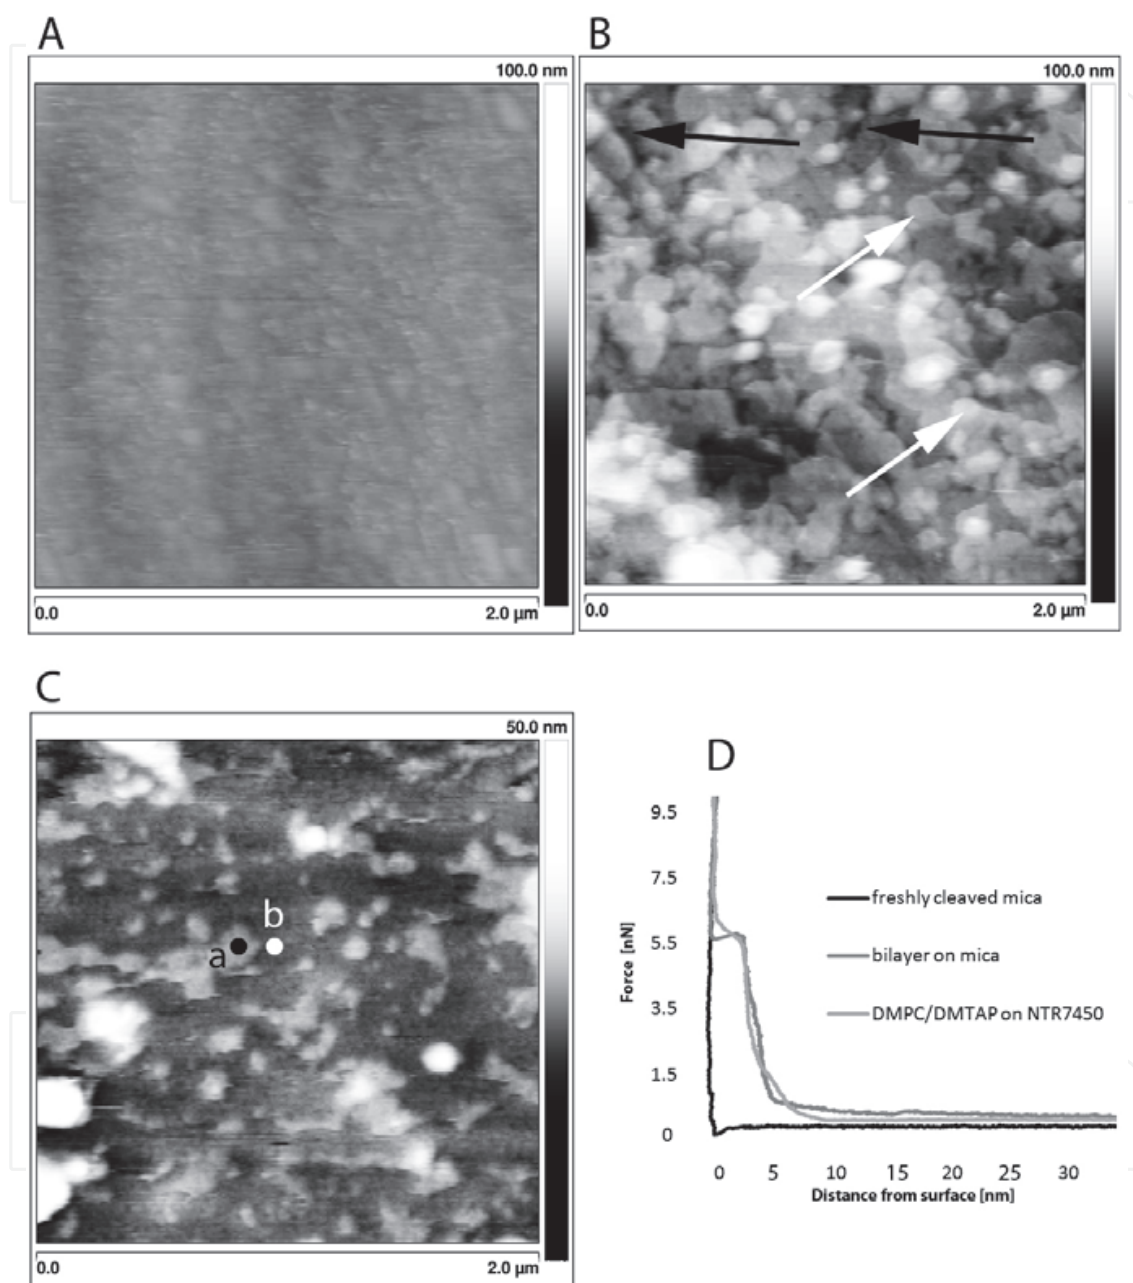 A
100.0 nm
0.0
2.0 µm
B
100.0 nm
0.0
2.0 µm
C
50.0 nm
a
b
0.0
2.0 µm
D
9.5
7.5
5.5
3.5
1.5
0
Force [nN]
freshly cleaved mica
bilayer on mica
DMPC/DMTAP on NTR7450
0 5 10 15 20 25 30
Distance from surface [nm]